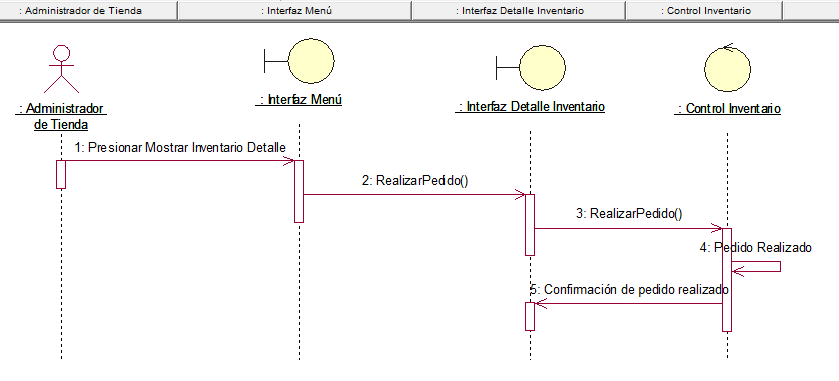 : Administrador de Tienda
: Interfaz Menú
: Interfaz Detalle Inventario
: Control Inventario
: Administrador
de Tienda
: Interfaz Menú
: Interfaz Detalle Inventario
: Control Inventario
1: Presionar Mostrar Inventario Detalle
2: RealizarPedido()
3: RealizarPedido()
4: Pedido Realizado
5: Confirmación de pedido realizado